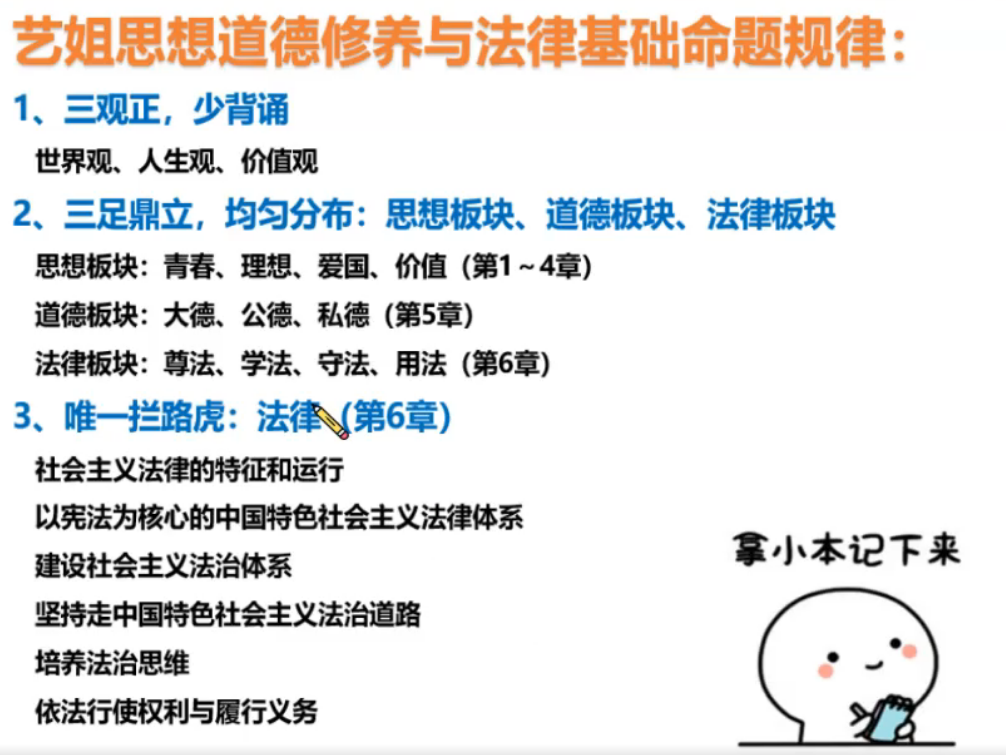 艺姐思想道德修养与法律基础命题规律：
1、三观正，少背诵
世界观、人生观、价值观
2、三足鼎立，均匀分布：思想板块、道德板块、法律板块
思想板块：青春、理想、爱国、价值（第1～4章）
道德板块：大德、公德、私德（第5章）
法律板块：尊法、学法、守法、用法（第6章）
3、唯一拦路虎：法律（第6章）
社会主义法律的特征和运行
以宪法为核心的中国特色社会主义法律体系
建设社会主义法治体系
坚持走中国特色社会主义法治道路
培养法治思维
依法行使权利与履行义务
拿小本记下来